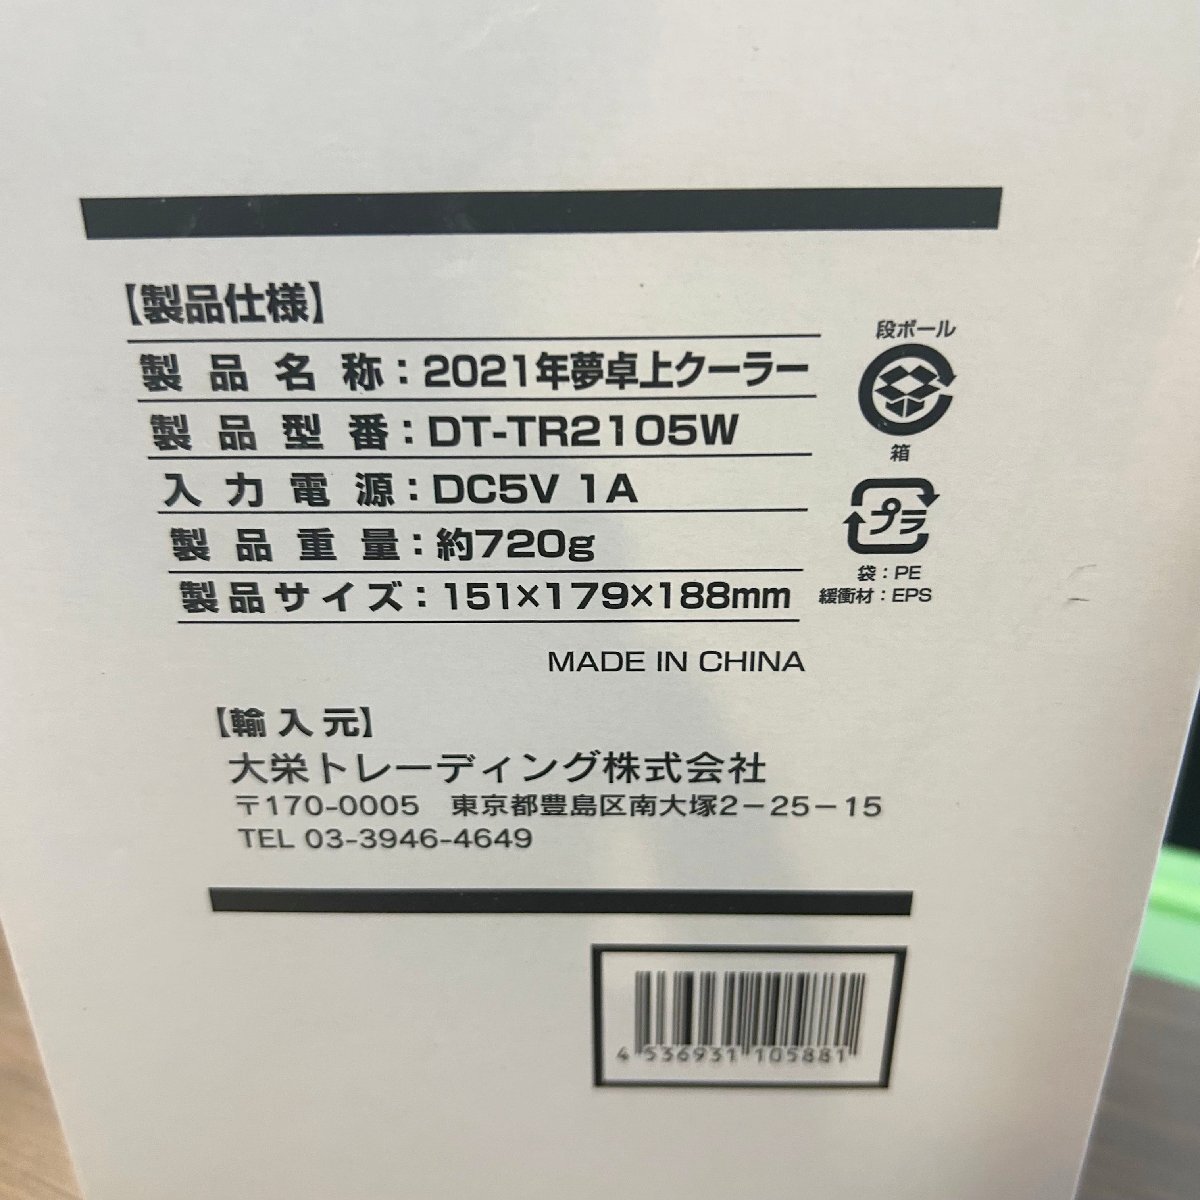 【製品仕様】
製品名称：2021年夢卓上クーラー
製品型番：DT-TR2105W
入力電源：DC5V 1A
製品重量：約720g
製品サイズ：151×179×188mm
MADE IN CHINA
段ボール
箱
プラ
袋：PE
緩衝材：EPS
【輸入元】
大栄トレーディング株式会社
〒170-0005 東京都豊島区南大塚2-25-15
TEL 03-3946-4649
4 536931 105881